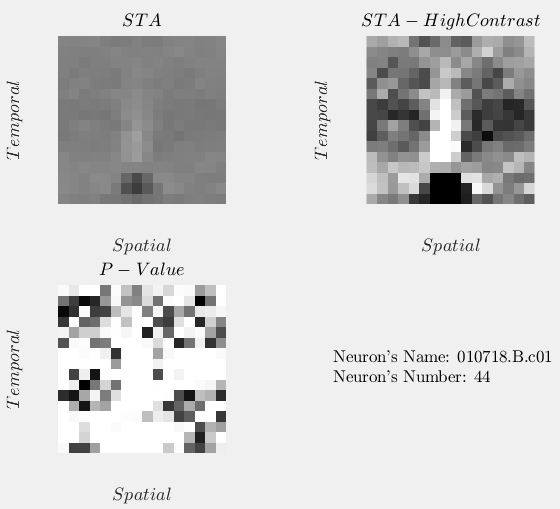 STA
STA – HighContrast
Temporal
Temporal
Spatial
Spatial
P – Value
Temporal
Neuron's Name: 010718.B.c01
Neuron's Number: 44
Spatial